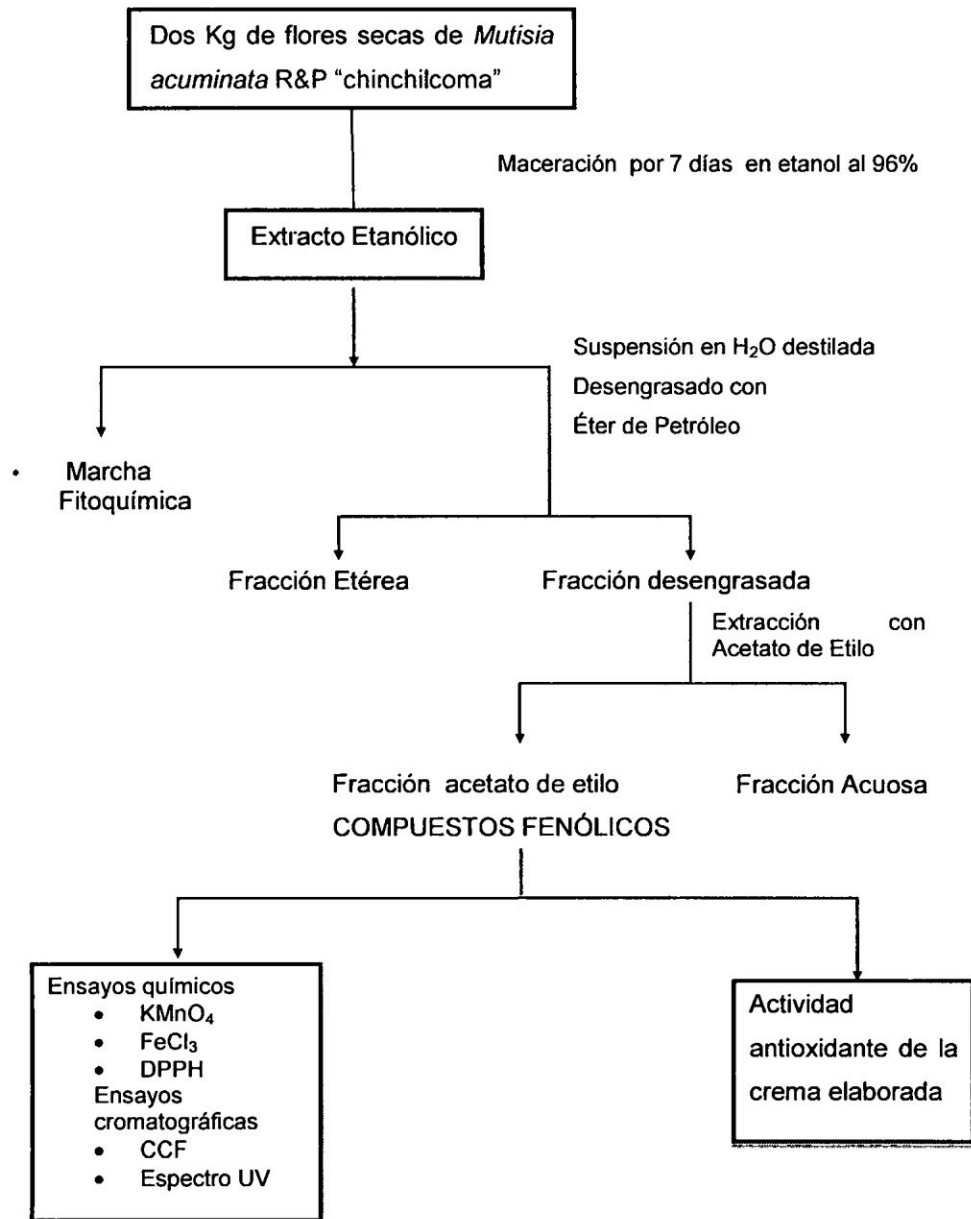 Dos Kg de flores secas de Mutisia
acuminata R&P “chinchilcoma”
Maceración por 7 días en etanol al 96%
Extracto Etanólico
Suspensión en H₂O destilada
Desengrasado con
Éter de Petróleo
• Marcha
Fitoquímica
Fracción Etérea
Fracción desengrasada
Extracción con
Acetato de Etilo
Fracción acetato de etilo
COMPUESTOS FENÓLICOS
Fracción Acuosa
Ensayos químicos
• KMnO₄
• FeCl₃
• DPPH
Ensayos
cromatográficas
• CCF
• Espectro UV
Actividad
antioxidante de la
crema elaborada